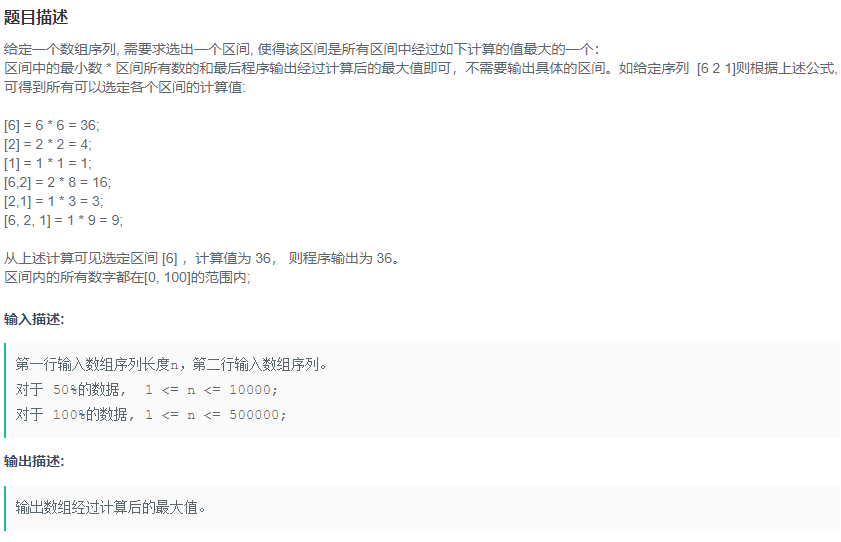 题目描述
给定一个数组序列, 需要求选出一个区间, 使得该区间是所有区间中经过如下计算的值最大的一个：
区间中的最小数 * 区间所有数的和最后程序输出经过计算后的最大值即可，不需要输出具体的区间。如给定序列  [6 2 1]则根据上述公式,
可得到所有可以选定各个区间的计算值:
[6] = 6 * 6 = 36;
[2] = 2 * 2 = 4;
[1] = 1 * 1 = 1;
[6,2] = 2 * 8 = 16;
[2,1] = 1 * 3 = 3;
[6, 2, 1] = 1 * 9 = 9;
从上述计算可见选定区间 [6] ，计算值为 36， 则程序输出为 36。
区间内的所有数字都在[0, 100]的范围内;
输入描述:
第一行输入数组序列长度n，第二行输入数组序列。
对于 50%的数据,  1 <= n <= 10000;
对于 100%的数据, 1 <= n <= 500000;
输出描述:
输出数组经过计算后的最大值。